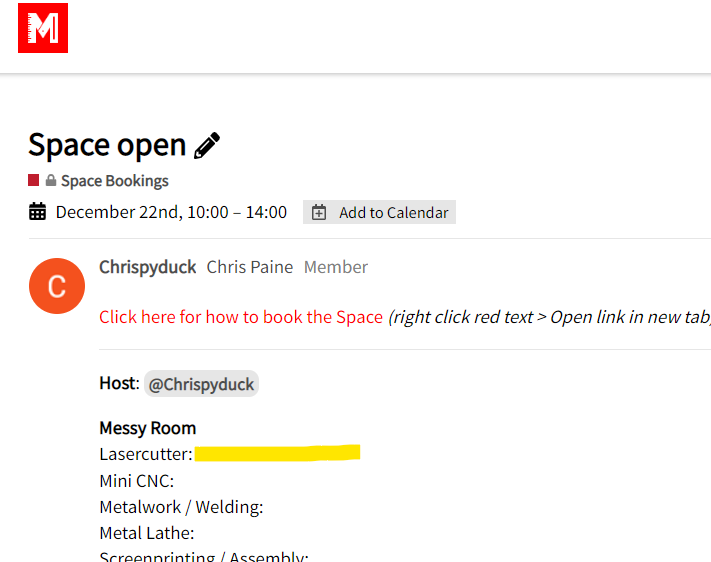 M
Space open
Space Bookings
December 22nd, 10:00 – 14:00 Add to Calendar
C
Chrispyduck Chris Paine Member
Click here for how to book the Space (right click red text > Open link in new tab)
Host: @Chrispyduck
Messy Room
Lasercutter:
Mini CNC:
Metalwork / Welding:
Metal Lathe:
Screenprinting / Assembly: